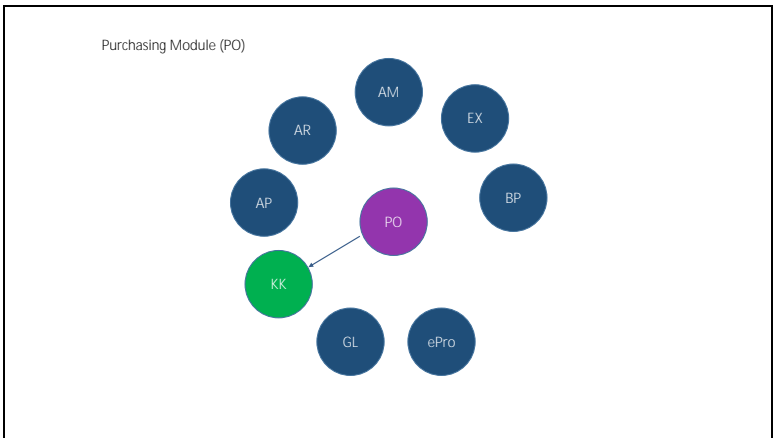 Purchasing Module (PO)
AM
EX
AR
BP
AP
PO
KK
GL
ePro